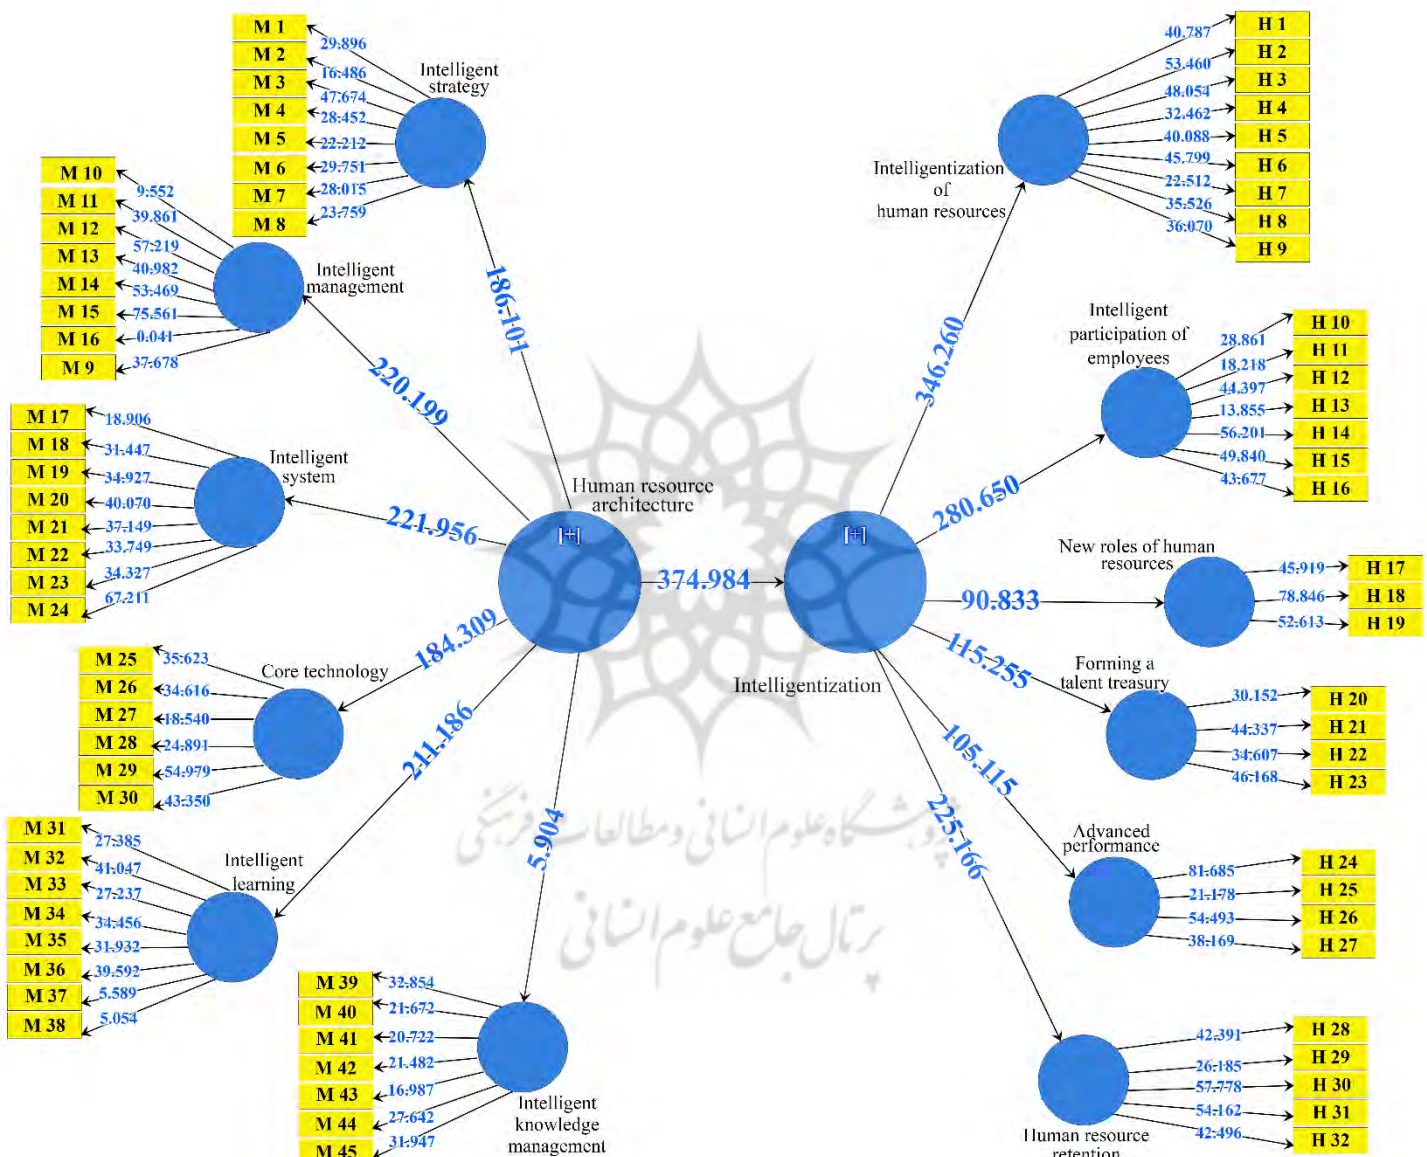 M 1
M 2
M 3
M 4
M 5
M 6
M 7
M 8
29.896
16.486
47.674
28.452
22.212
29.751
28.015
23.759
Intelligent
strategy
M 10
M 11
M 12
M 13
M 14
M 15
M 16
M 9
9.552
39.861
57.219
40.982
53.469
75.561
0.041
37.678
Intelligent
management
M 17
M 18
M 19
M 20
M 21
M 22
M 23
M 24
18.906
31.447
34.927
40.070
37.149
33.749
34.327
67.211
Intelligent
system
M 25
M 26
M 27
M 28
M 29
M 30
35.623
34.616
18.540
24.891
54.979
43.350
Core technology
M 31
M 32
M 33
M 34
M 35
M 36
M 37
M 38
27.385
41.047
27.237
34.456
31.932
39.592
5.589
5.054
Intelligent
learning
M 39
M 40
M 41
M 42
M 43
M 44
M 45
32.854
21.672
20.722
21.482
16.987
27.642
31.947
Intelligent
knowledge
management
186.101
220.199
221.956
184.309
211.186
5.904
Human resource
architecture
[+]
374.984
[+]
Intelligentization
346.260
280.650
90.833
115.255
105.115
225.166
Intelligentization
of
human resources
40.787
53.460
48.054
32.462
40.088
45.799
22.512
35.526
36.070
H 1
H 2
H 3
H 4
H 5
H 6
H 7
H 8
H 9
Intelligent
participation of
employees
28.861
18.218
44.397
13.855
56.201
49.840
43.677
H 10
H 11
H 12
H 13
H 14
H 15
H 16
New roles of human
resources
45.919
78.846
52.613
H 17
H 18
H 19
Forming a
talent treasury
30.152
44.337
34.607
46.168
H 20
H 21
H 22
H 23
Advanced
performance
81.685
21.178
54.493
38.169
H 24
H 25
H 26
H 27
Human resource
retention
42.391
26.185
57.778
54.162
42.496
H 28
H 29
H 30
H 31
H 32
پژوهشگاه علوم انسانی و مطالعات فرهنگی
پرتال جامع علوم انسانی